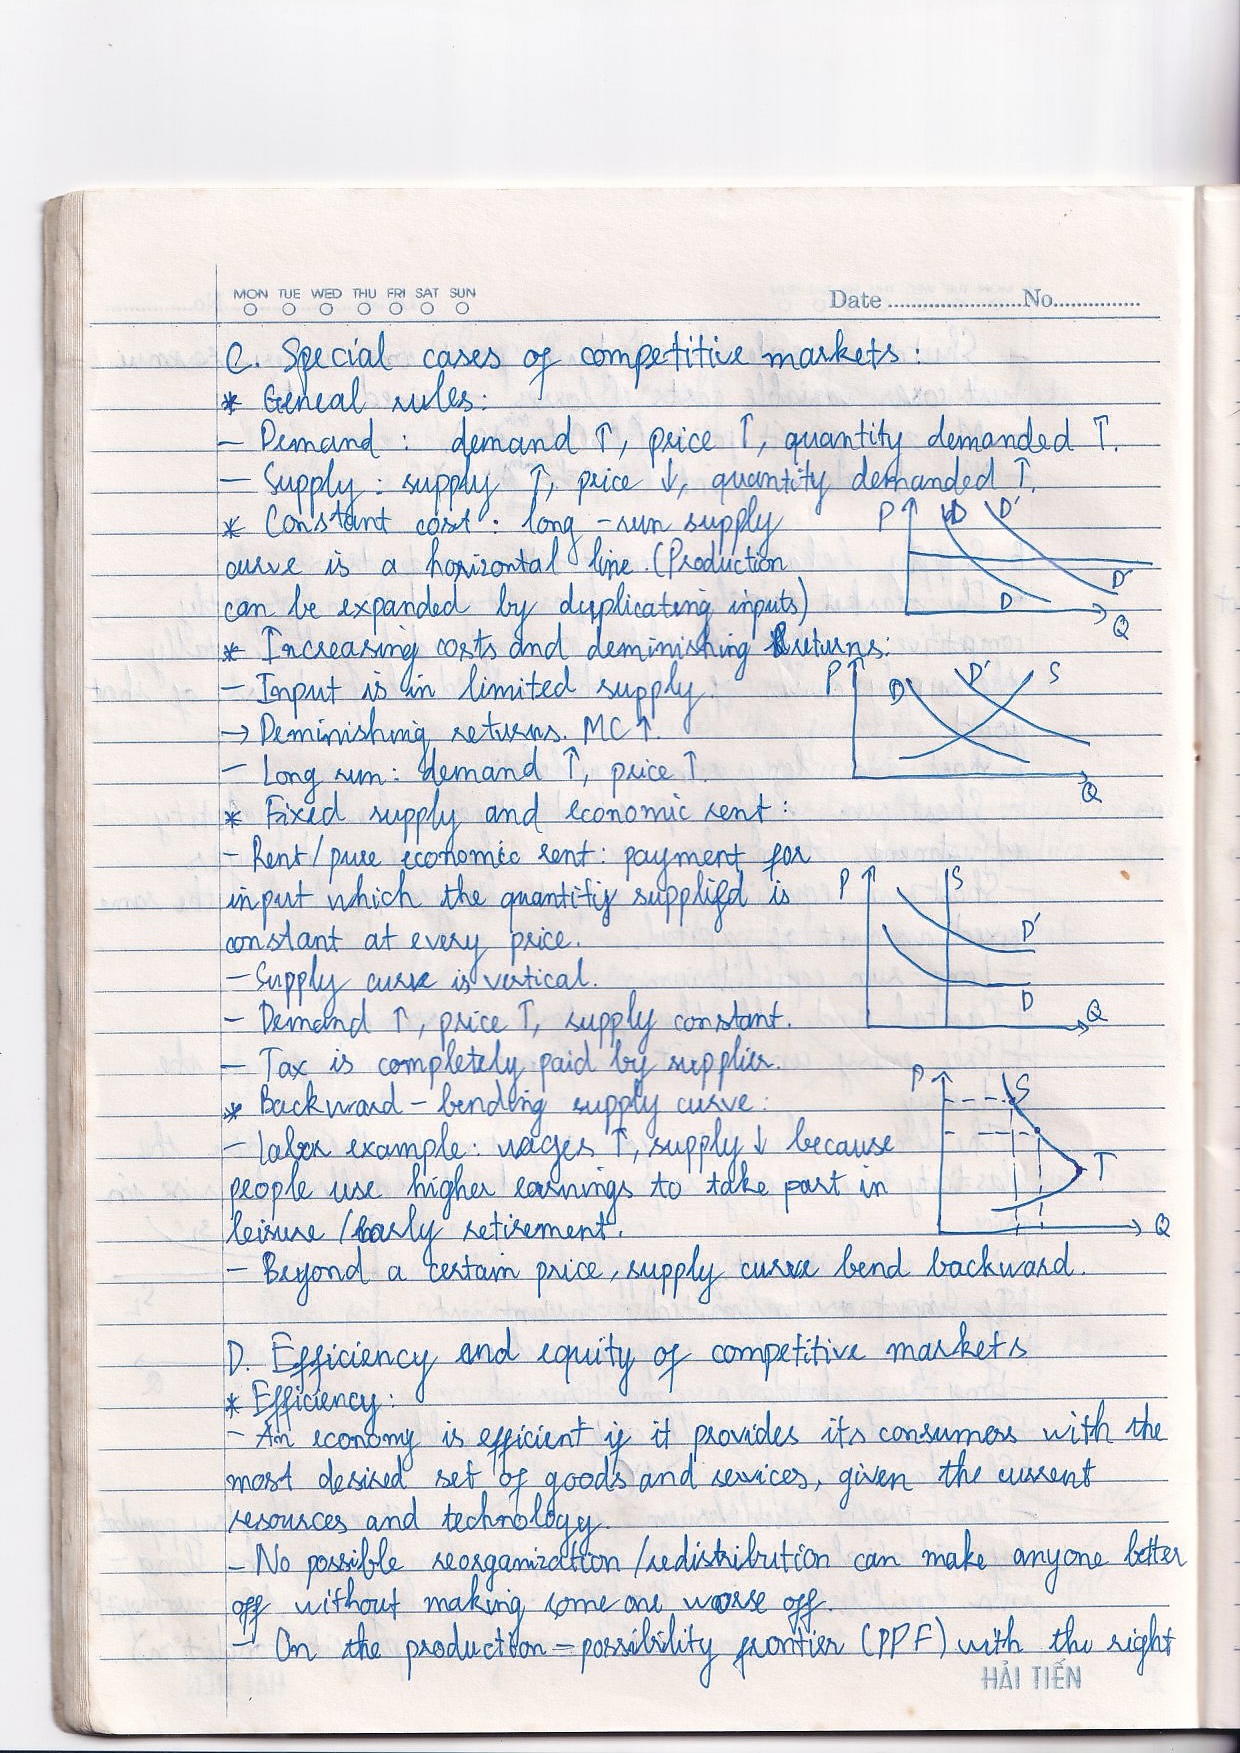 MON TUE WED THU FRI SAT SUN
Date ........................No................
C. Special cases of competitive markets:
* Geneal rules:
- Demand : demand ↑, price ↑, quantity demanded ↑.
- Supply : supply ↑, price ↓, quantity demanded ↑.
* Constant cost : long-run supply
curve is a horizontal line. (Production
can be expanded by duplicating inputs)
P D D'
D D'
Q
* Increasing costs and deminishing Returns:
- Input is in limited supply.
→ Deminishing returns. MC ↑.
- Long run: demand ↑, price ↑.
P D D' S
Q
* Fixed supply and economic rent :
- Rent/pure economic rent: payment for
input which the quantity supplied is
constant at every price.
- Supply curve is vertical.
- Demand ↑, price ↑, supply constant.
- Tax is completely paid by supplier.
P S
D'
D
Q
* Backward-bending supply curve:
- Labor example: wages ↑, supply ↓ because
people use higher earnings to take part in
leisure / early retirement.
- Beyond a certain price, supply curve bend backward.
P S
T
Q
D. Efficiency and equity of competitive markets
* Efficiency:
- An economy is efficient if it provides its consumers with the
most desired set of goods and services, given the current
resources and technology.
- No possible reorganization/redistribution can make anyone better
off without making some one worse off.
- On the production-possibility frontier (PPF) with the right
HẢI TIẾN